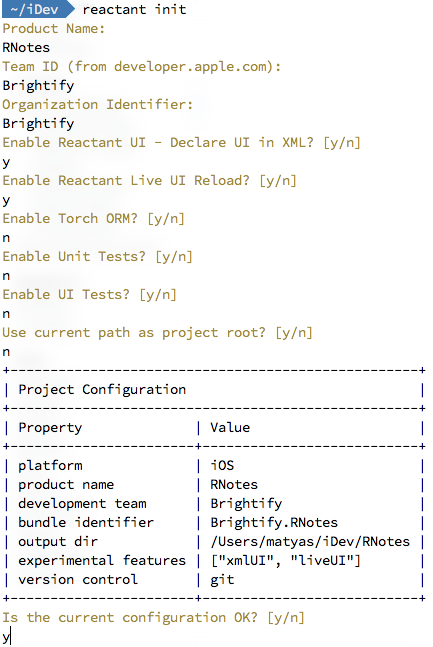 ~/iDev reactant init
Product Name:
RNotes
Team ID (from developer.apple.com):
Brightify
Organization Identifier:
Brightify
Enable Reactant UI - Declare UI in XML? [y/n]
y
Enable Reactant Live UI Reload? [y/n]
y
Enable Torch ORM? [y/n]
n
Enable Unit Tests? [y/n]
n
Enable UI Tests? [y/n]
n
Use current path as project root? [y/n]
n
+--------------------------------------------------+
| Project Configuration                            |
+-----------------------+--------------------------+
| Property              | Value                    |
+-----------------------+--------------------------+
| platform              | iOS                      |
| product name          | RNotes                   |
| development team      | Brightify                |
| bundle identifier     | Brightify.RNotes         |
| output dir            | /Users/matyas/iDev/RNotes |
| experimental features | ["xmlUI", "liveUI"]      |
| version control       | git                      |
+-----------------------+--------------------------+
Is the current configuration OK? [y/n]
y